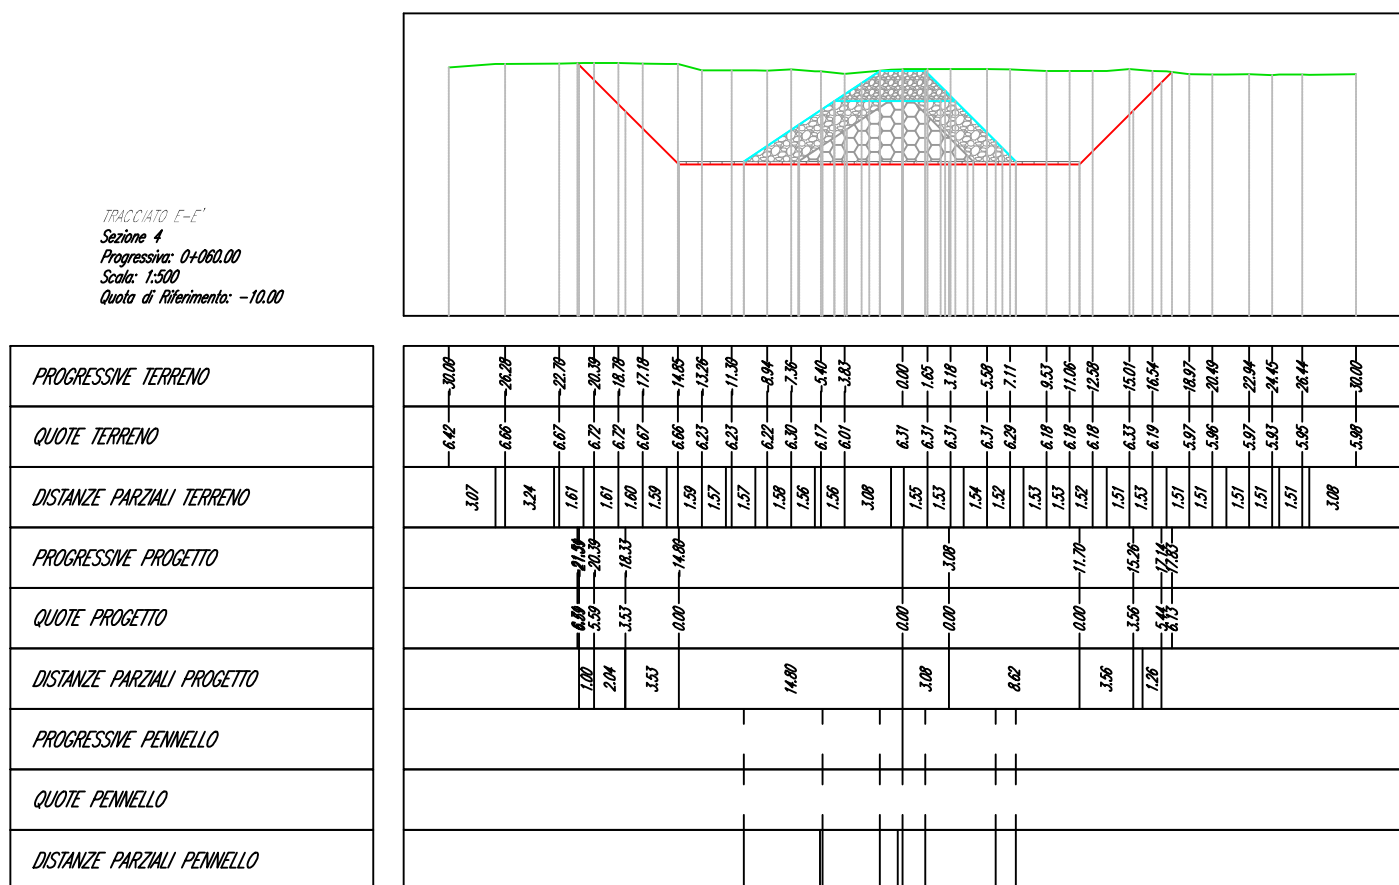 TRACCIATO E-E'
Sezione 4
Progressiva: 0+060.00
Scala: 1:500
Quota di Riferimento: -10.00
PROGRESSIVE TERRENO
-30.00 -26.28 -22.70 -20.39 -18.78 -17.18 -14.85 -13.26 -11.30 -8.94 -7.36 -5.40 -3.83 0.00 1.65 3.18 5.58 7.11 9.53 11.06 12.58 15.01 16.54 18.97 20.49 22.94 24.45 26.44 30.00
QUOTE TERRENO
6.42 6.66 6.67 6.72 6.72 6.67 6.66 6.23 6.23 6.22 6.30 6.17 6.01 6.31 6.31 6.31 6.31 6.29 6.18 6.18 6.18 6.33 6.19 5.97 5.96 5.97 5.93 5.95 5.98
DISTANZE PARZIALI TERRENO
3.07 3.24 1.61 1.61 1.60 1.59 1.59 1.57 1.57 1.58 1.56 1.56 3.08 1.55 1.53 1.54 1.52 1.53 1.53 1.52 1.51 1.53 1.51 1.51 1.51 1.51 1.51 3.08
PROGRESSIVE PROGETTO
-20.39 -18.33 -14.80 3.08 11.70 15.26 17.14 17.83
QUOTE PROGETTO
5.59 3.53 0.00 0.00 0.00 0.00 3.56 5.44 6.13
DISTANZE PARZIALI PROGETTO
1.00 2.04 3.53 14.80 3.08 8.62 3.56 1.26
PROGRESSIVE PENNELLO
QUOTE PENNELLO
DISTANZE PARZIALI PENNELLO